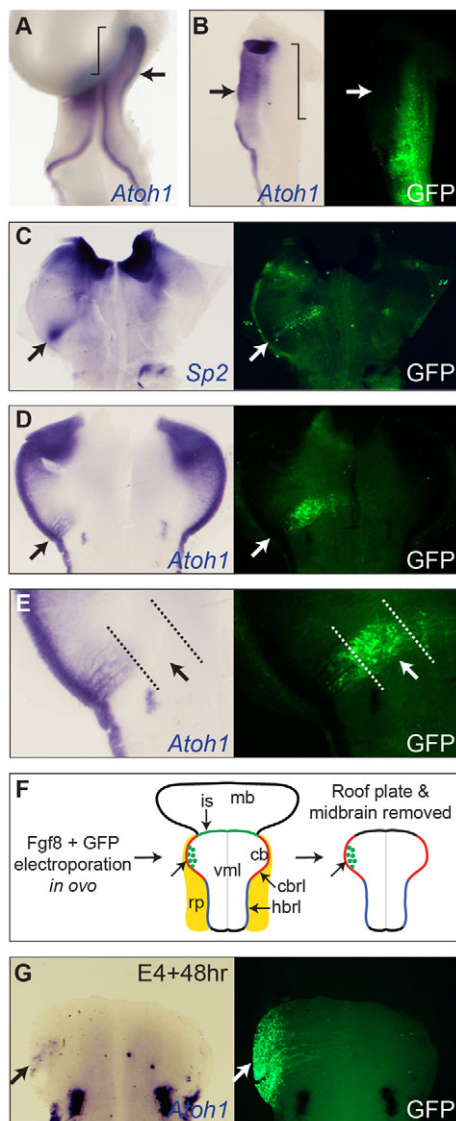 A
B
Atoh1
Atoh1
GFP
C
Sp2
GFP
D
Atoh1
GFP
E
Atoh1
GFP
F
Fgf8 + GFP
electroporation
in ovo
is
mb
vml
cb
cbrl
rp
hbrl
Roof plate &
midbrain removed
G
E4+48hr
Atoh1
GFP